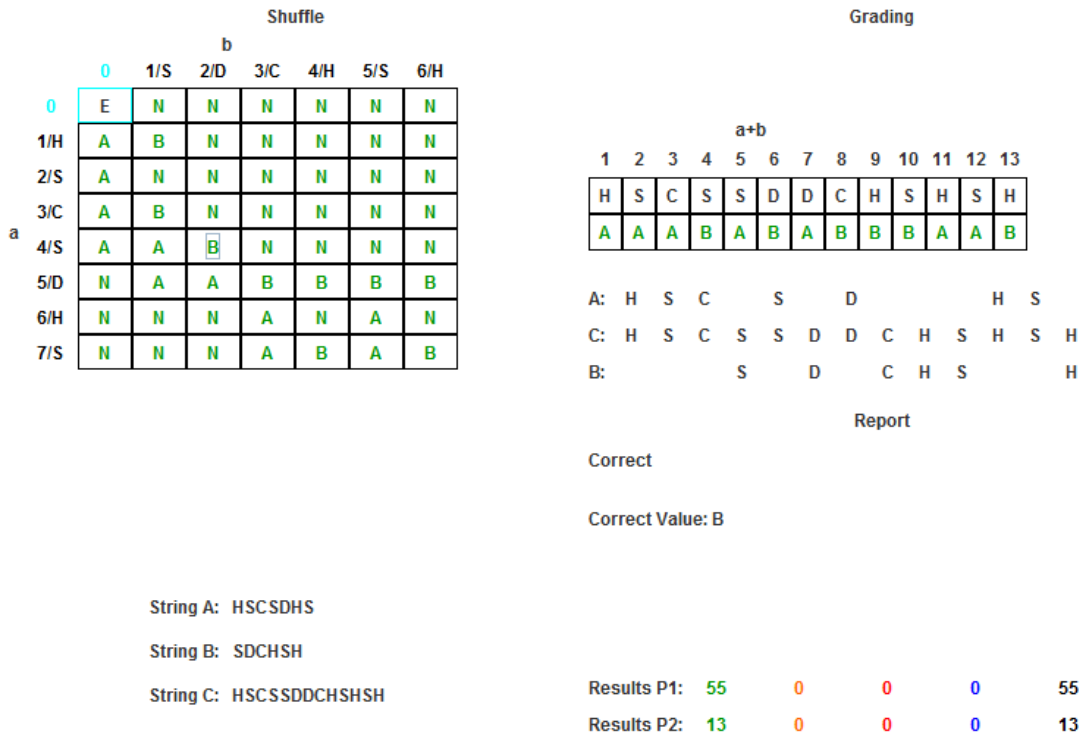 Shuffle
b
0 1/S 2/D 3/C 4/H 5/S 6/H
0 E N N N N N N
1/H A B N N N N N
2/S A N N N N N N
3/C A B N N N N N
a
4/S A A B N N N N
5/D N A A B B B B
6/H N N N A N A N
7/S N N N A B A B
String A: HSCSDHS
String B: SDCHSH
String C: HSCSSDDCHSHSH
Grading
a+b
1 2 3 4 5 6 7 8 9 10 11 12 13
H S C S S D D C H S H S H
A A A B A B A B B B A A B
A: H S C S D H S
C: H S C S S D D C H S H S H
B: S D C H S H
Report
Correct
Correct Value: B
Results P1: 55 0 0 0 55
Results P2: 13 0 0 0 13